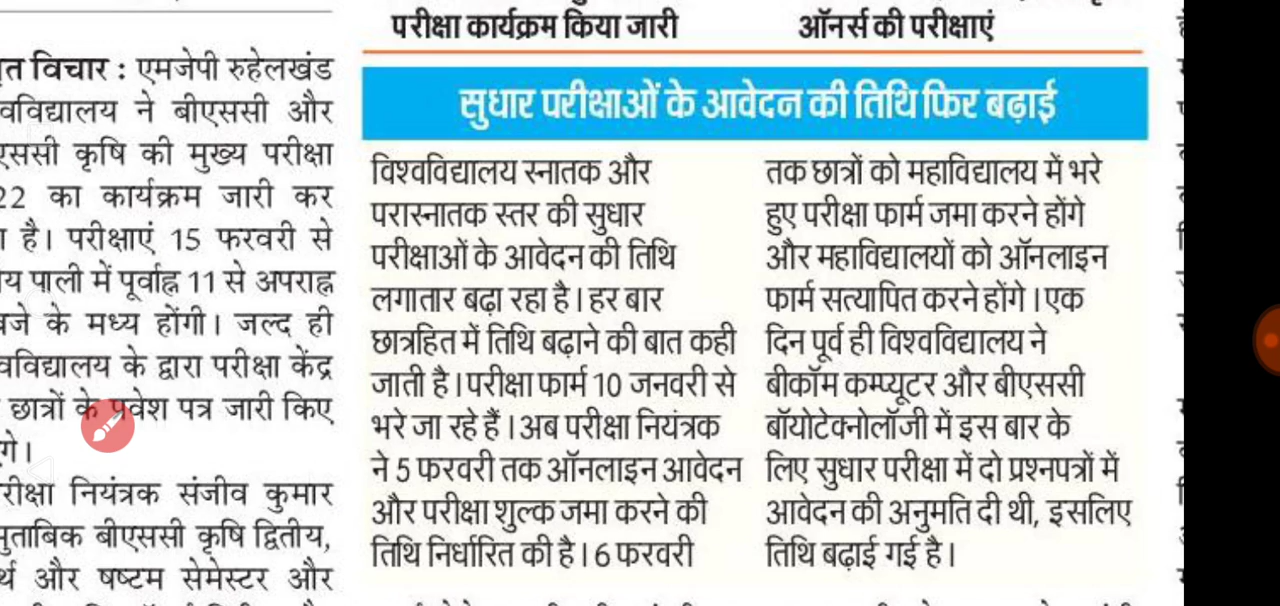 परीक्षा कार्यक्रम किया जारी
ऑनर्स की परीक्षाएं
विचार : एमजेपी रुहेलखंड
ने बीएससी और
कृषि की मुख्य परीक्षा
22 का कार्यक्रम जारी कर
है। परीक्षाएं 15 फरवरी से
पाली में पूर्वाह्न 11 से अपराह्न
के मध्य होंगी। जल्द ही
के द्वारा परीक्षा केंद्र
छात्रों के प्रवेश पत्र जारी किए
नियंत्रक संजीव कुमार
बीएससी कृषि द्वितीय,
और षष्टम सेमेस्टर और
सुधार परीक्षाओं के आवेदन की तिथि फिर बढ़ाई
विश्वविद्यालय स्नातक और
परास्नातक स्तर की सुधार
परीक्षाओं के आवेदन की तिथि
लगातार बढ़ा रहा है। हर बार
छात्रहित में तिथि बढ़ाने की बात कही
जाती है। परीक्षा फार्म 10 जनवरी से
भरे जा रहे हैं। अब परीक्षा नियंत्रक
ने 5 फरवरी तक ऑनलाइन आवेदन
और परीक्षा शुल्क जमा करने की
तिथि निर्धारित की है। 6 फरवरी
तक छात्रों को महाविद्यालय में भरे
हुए परीक्षा फार्म जमा करने होंगे
और महाविद्यालयों को ऑनलाइन
फार्म सत्यापित करने होंगे। एक
दिन पूर्व ही विश्वविद्यालय ने
बीकॉम कम्प्यूटर और बीएससी
बॉयोटेक्नोलॉजी में इस बार के
लिए सुधार परीक्षा में दो प्रश्नपत्रों में
आवेदन की अनुमति दी थी, इसलिए
तिथि बढ़ाई गई है।